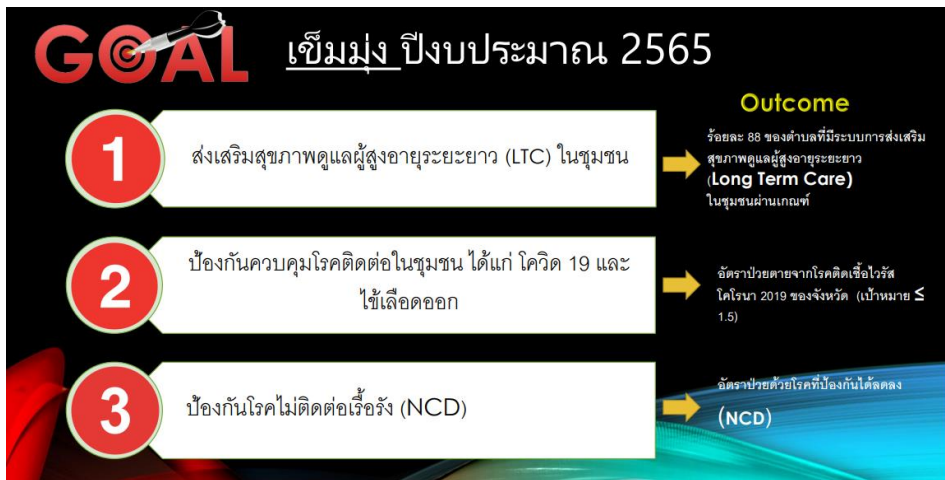 GOAL เข็มมุ่ง ปีงบประมาณ 2565
Outcome
1
ส่งเสริมสุขภาพดูแลผู้สูงอายุระยะยาว (LTC) ในชุมชน
ร้อยละ 88 ของตำบลที่มีระบบการส่งเสริม
สุขภาพดูแลผู้สูงอายุระยะยาว
(Long Term Care)
ในชุมชนผ่านเกณฑ์
2
ป้องกันควบคุมโรคติดต่อในชุมชน ได้แก่ โควิด 19 และ
ไข้เลือดออก
อัตราป่วยตายจากโรคติดเชื้อไวรัส
โคโรนา 2019 ของจังหวัด (เป้าหมาย ≤
1.5)
3
ป้องกันโรคไม่ติดต่อเรื้อรัง (NCD)
อัตราป่วยด้วยโรคที่ป้องกันได้ลดลง
(NCD)